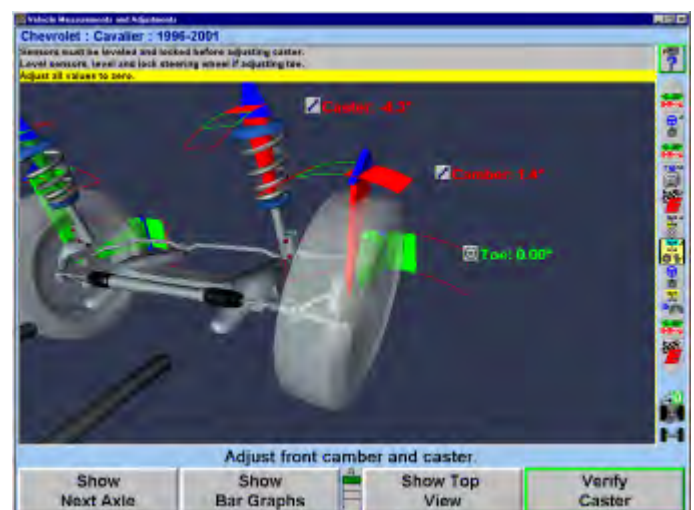 Vehicle Measurements and Adjustments
Chevrolet : Cavalier : 1996-2001
Sensors must be leveled and locked before adjusting caster.
Level sensors, level and lock steering wheel if adjusting toe.
Adjust all values to zero.
Caster: -4.3°
Camber: 1.4°
Toe: 0.00°
Adjust front camber and caster.
Show Next Axle
Show Bar Graphs
Show Top View
Verify Caster